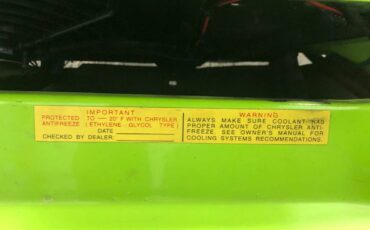 IMPORTANT
PROTECTED TO — 20° F WITH CHRYSLER
ANTIFREEZE (ETHYLENE GLYCOL TYPE)
DATE
CHECKED BY DEALER:
WARNING
ALWAYS MAKE SURE COOLANT HAS
PROPER AMOUNT OF CHRYSLER ANTI-
FREEZE. SEE OWNER'S MANUAL FOR
COOLING SYSTEMS RECOMMENDATIONS.